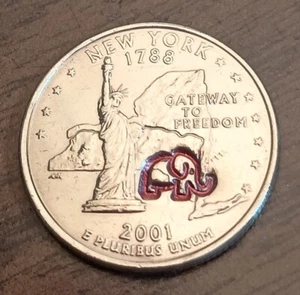 NEW YORK
1788
GATEWAY
TO
FREEDOM
2001
E PLURIBUS UNUM